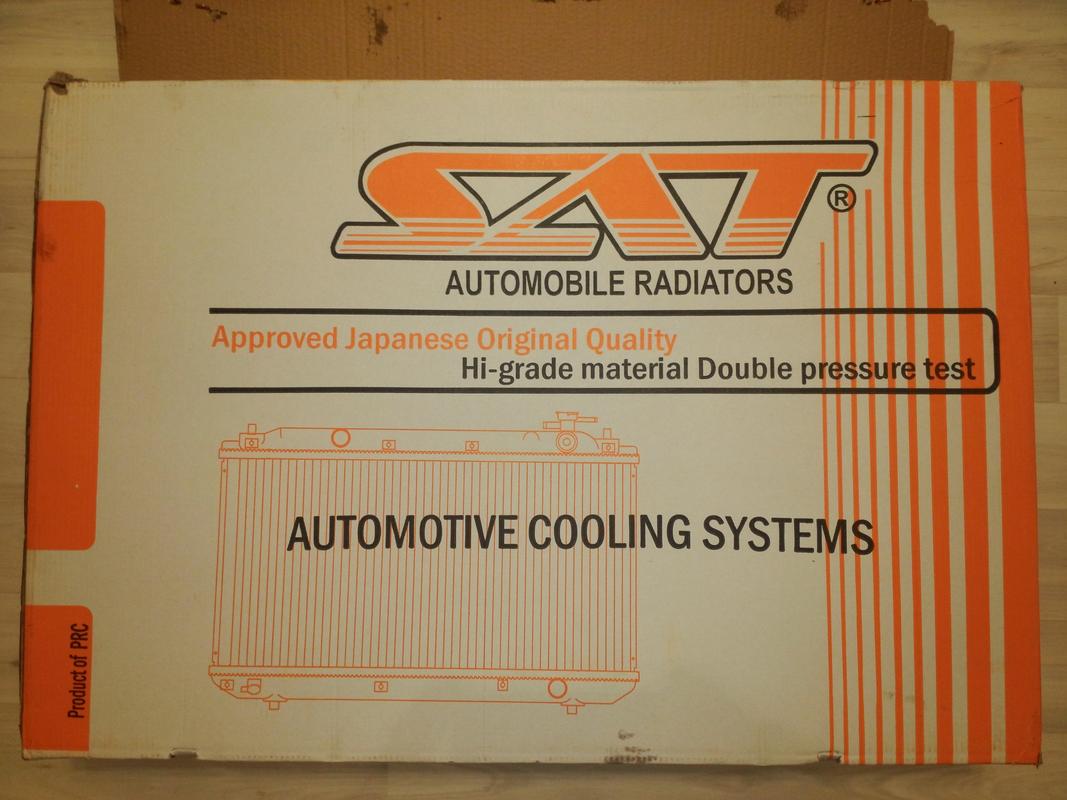 SAT®
AUTOMOBILE RADIATORS
Approved Japanese Original Quality
Hi-grade material Double pressure test
AUTOMOTIVE COOLING SYSTEMS
Product of PRC